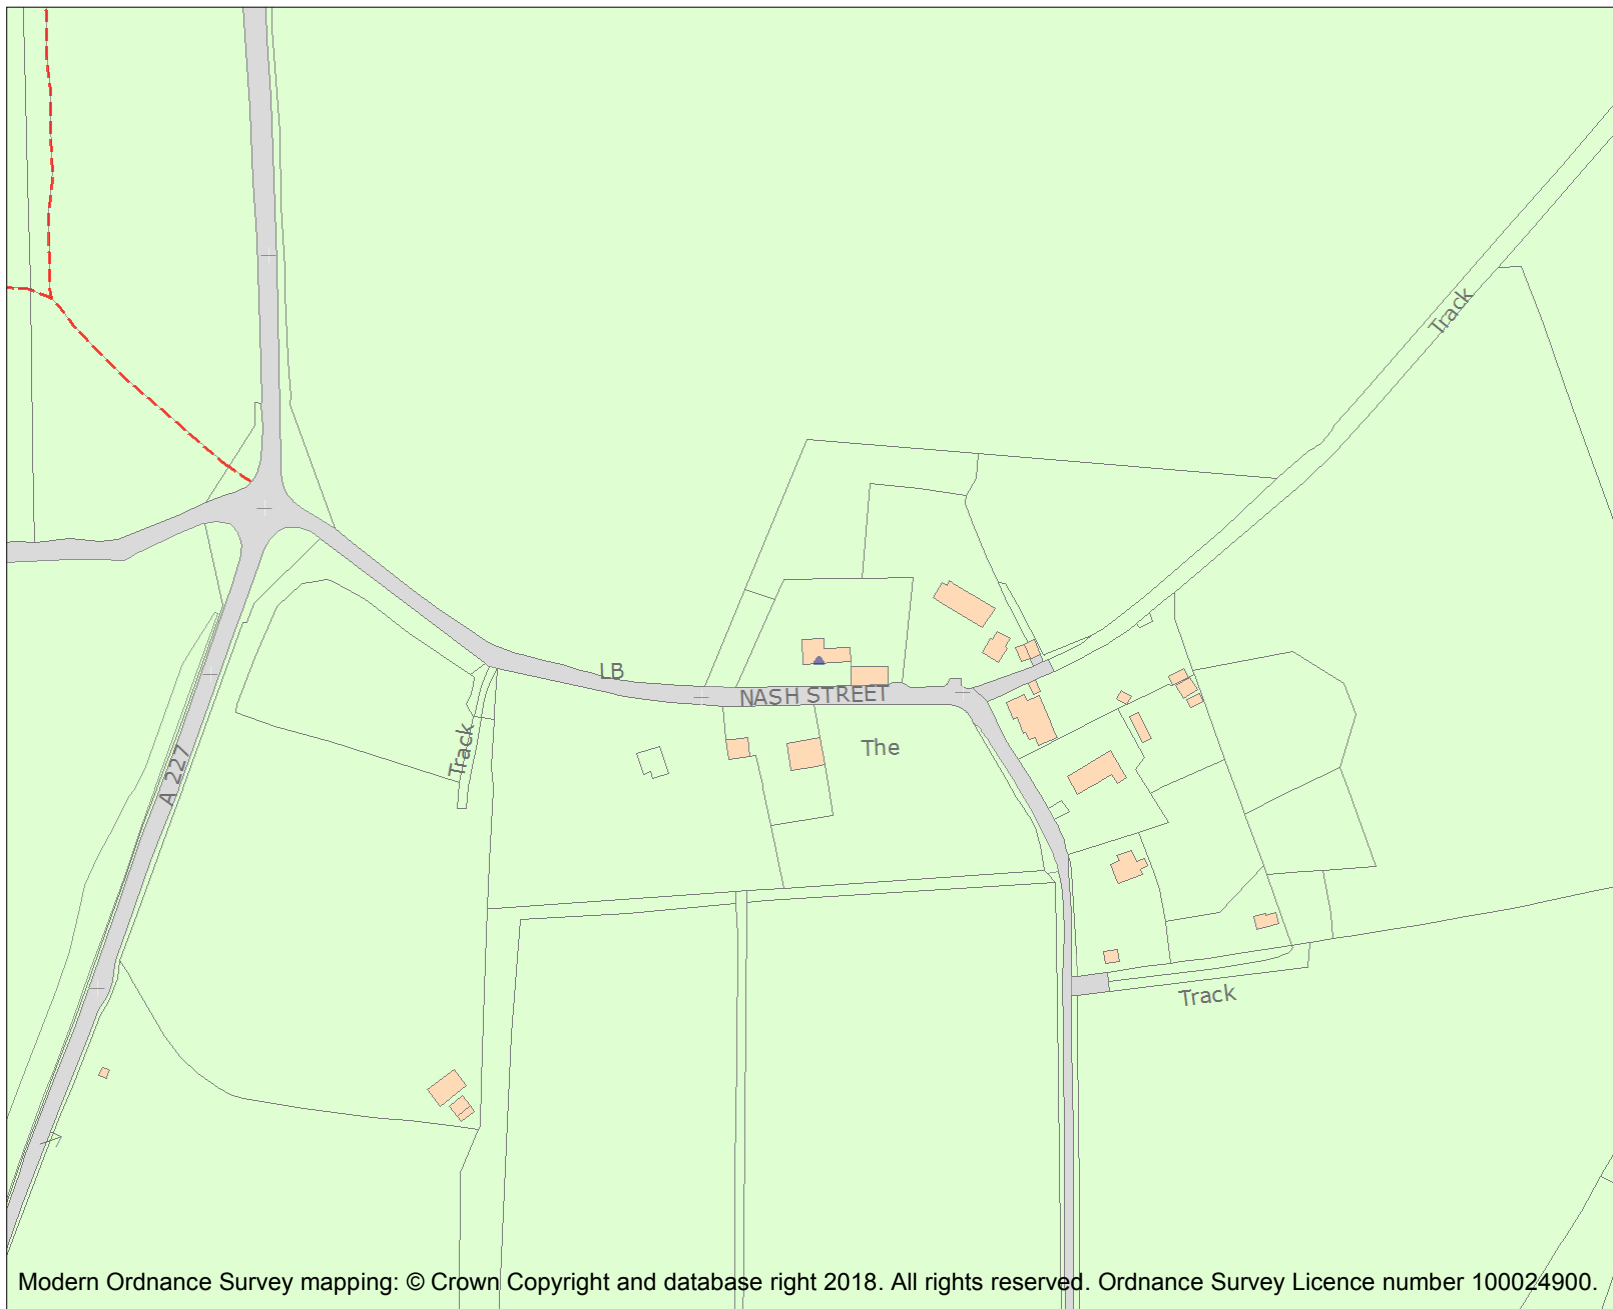 Track
LB
NASH STREET
Track
The
A 227
Track
Modern Ordnance Survey mapping: © Crown Copyright and database right 2018. All rights reserved. Ordnance Survey Licence number 100024900.